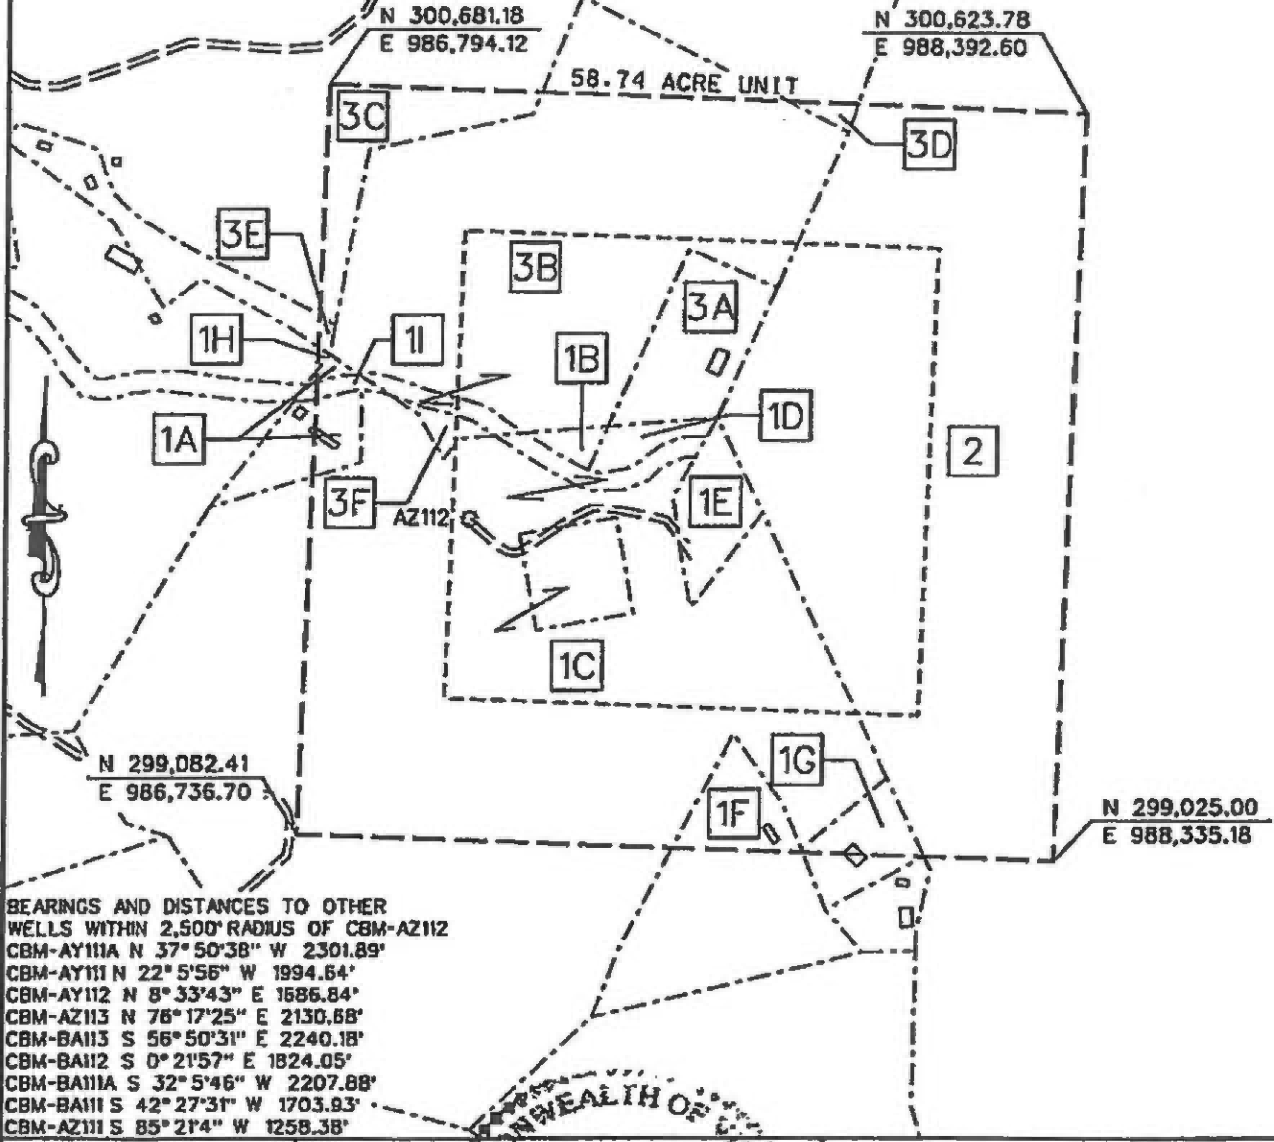 N 300,681.18
E 986,794.12
N 300,623.78
E 988,392.60
58.74 ACRE UNIT
3C
3D
3E
3B
3A
1H
1I
1B
1A
1D
2
3F
AZ112
1E
1C
N 299,082.41
E 986,736.70
1G
1F
N 299,025.00
E 988,335.18
BEARINGS AND DISTANCES TO OTHER
WELLS WITHIN 2,500' RADIUS OF CBM-AZ112
CBM-AY111A N 37°50'38" W 2301.89'
CBM-AY111 N 22°5'56" W 1994.64'
CBM-AY112 N 8°33'43" E 1686.84'
CBM-AZ113 N 76°17'25" E 2130.68'
CBM-BA113 S 56°50'31" E 2240.18'
CBM-BA112 S 0°21'57" E 1824.05'
CBM-BA111A S 32°5'46" W 2207.88'
CBM-BA111 S 42°27'31" W 1703.93'
CBM-AZ111 S 85°21'4" W 1258.38'
NWEALTH OF